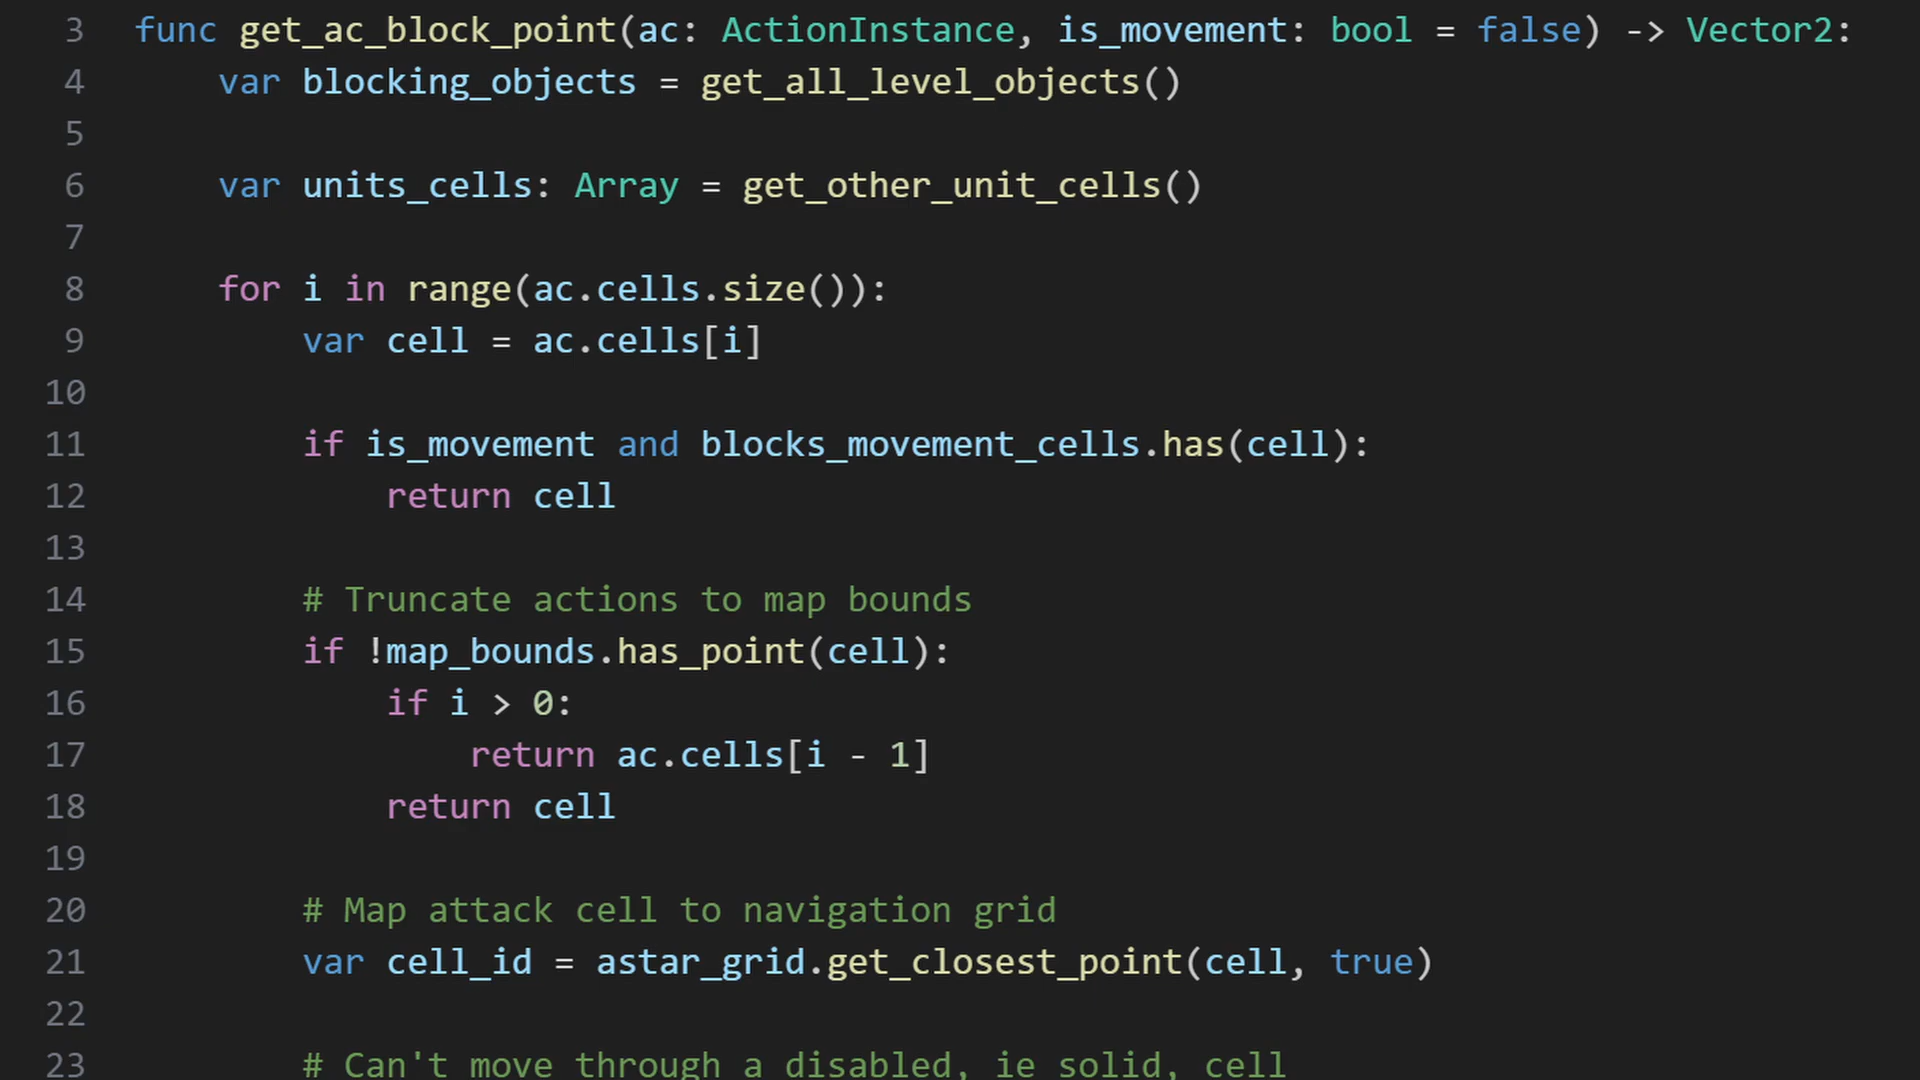 3 func get_ac_block_point(ac: ActionInstance, is_movement: bool = false) -> Vector2:
4     var blocking_objects = get_all_level_objects()
5
6     var units_cells: Array = get_other_unit_cells()
7
8     for i in range(ac.cells.size()):
9         var cell = ac.cells[i]
10
11         if is_movement and blocks_movement_cells.has(cell):
12             return cell
13
14         # Truncate actions to map bounds
15         if !map_bounds.has_point(cell):
16             if i > 0:
17                 return ac.cells[i - 1]
18             return cell
19
20         # Map attack cell to navigation grid
21         var cell_id = astar_grid.get_closest_point(cell, true)
22
23         # Can't move through a disabled, ie solid, cell